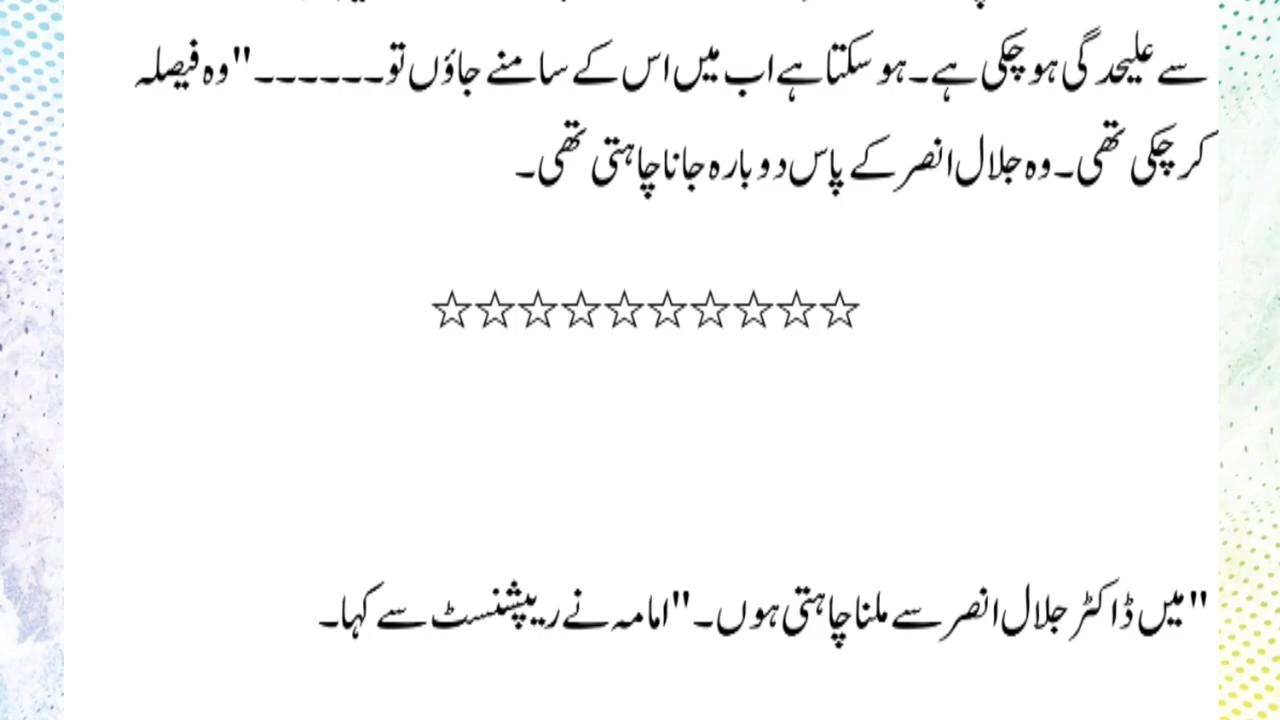 سے علیحدگی ہو چکی ہے۔ ہو سکتا ہے اب میں اس کے سامنے جاؤں تو۔۔۔۔۔۔" وہ فیصلہ
کر چکی تھی۔ وہ جلال انصر کے پاس دوبارہ جانا چاہتی تھی۔
☆☆☆☆☆☆☆☆☆☆
"میں ڈاکٹر جلال انصر سے ملنا چاہتی ہوں۔" امامہ نے ریسپشنسٹ سے کہا۔